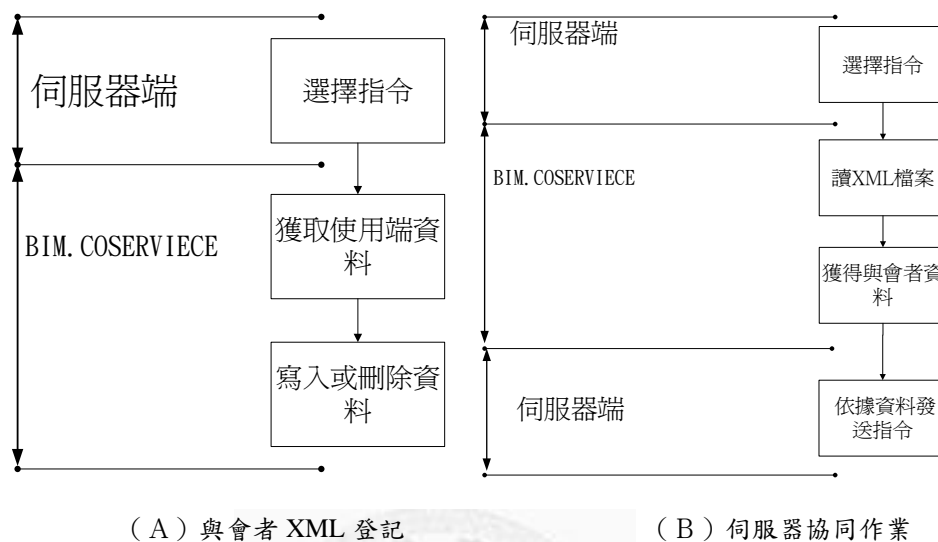 伺服器端
選擇指令
BIM.COSERVIECE
獲取使用端資
料
寫入或刪除資
料
伺服器端
選擇指令
BIM.COSERVIECE
讀XML檔案
獲得與會者資
料
伺服器端
依據資料發
送指令
(A)與會者 XML 登記
(B)伺服器協同作業